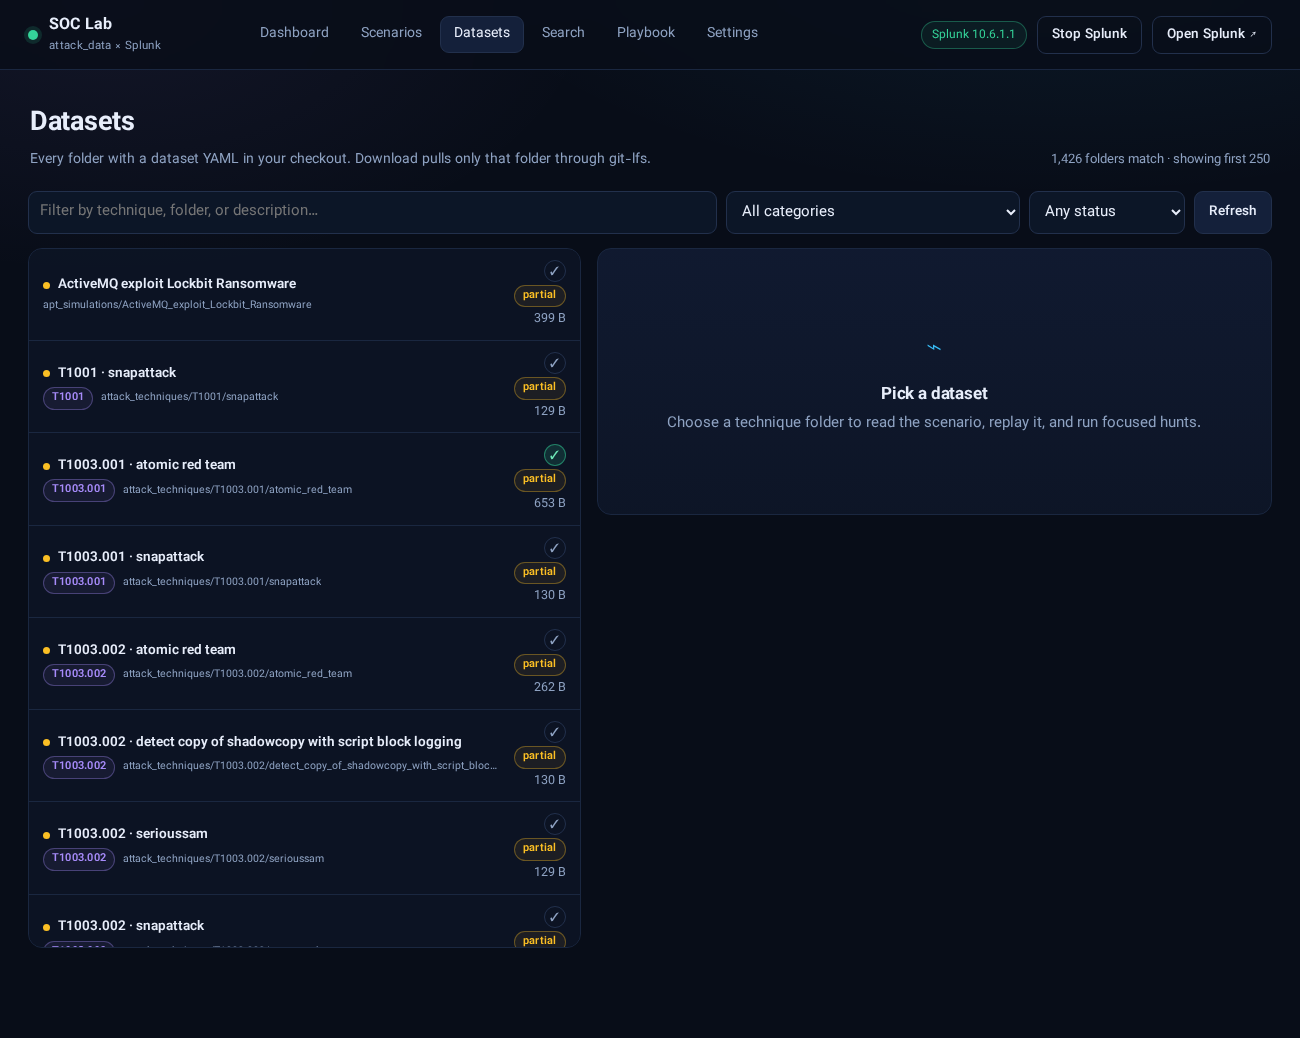 SOC Lab
attack_data × Splunk
Dashboard
Scenarios
Datasets
Search
Playbook
Settings
Splunk 10.6.1.1
Stop Splunk
Open Splunk ↗
Datasets
Every folder with a dataset YAML in your checkout. Download pulls only that folder through git-lfs.
1,426 folders match · showing first 250
Filter by technique, folder, or description…
All categories
Any status
Refresh
ActiveMQ exploit Lockbit Ransomware
apt_simulations/ActiveMQ_exploit_Lockbit_Ransomware
✓
partial
399 B
T1001 · snapattack
T1001 attack_techniques/T1001/snapattack
✓
partial
129 B
T1003.001 · atomic red team
T1003.001 attack_techniques/T1003.001/atomic_red_team
✓
partial
653 B
T1003.001 · snapattack
T1003.001 attack_techniques/T1003.001/snapattack
✓
partial
130 B
T1003.002 · atomic red team
T1003.002 attack_techniques/T1003.002/atomic_red_team
✓
partial
262 B
T1003.002 · detect copy of shadowcopy with script block logging
T1003.002 attack_techniques/T1003.002/detect_copy_of_shadowcopy_with_script_bloc…
✓
partial
130 B
T1003.002 · serioussam
T1003.002 attack_techniques/T1003.002/serioussam
✓
partial
129 B
T1003.002 · snapattack
✓
partial
Pick a dataset
Choose a technique folder to read the scenario, replay it, and run focused hunts.